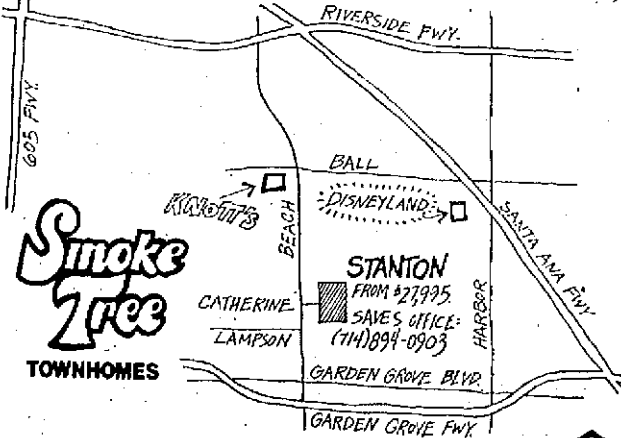 RIVERSIDE FWY.
605 FWY.
BALL
KNOTT'S
DISNEYLAND
BEACH
SANTA ANA FWY
Smoke
Tree
TOWNHOMES
STANTON
FROM $27,995.
SAVES OFFICE:
(714)894-0903
HARBOR
CATHERINE
LAMPSON
GARDEN GROVE BLVD.
GARDEN GROVE FWY.